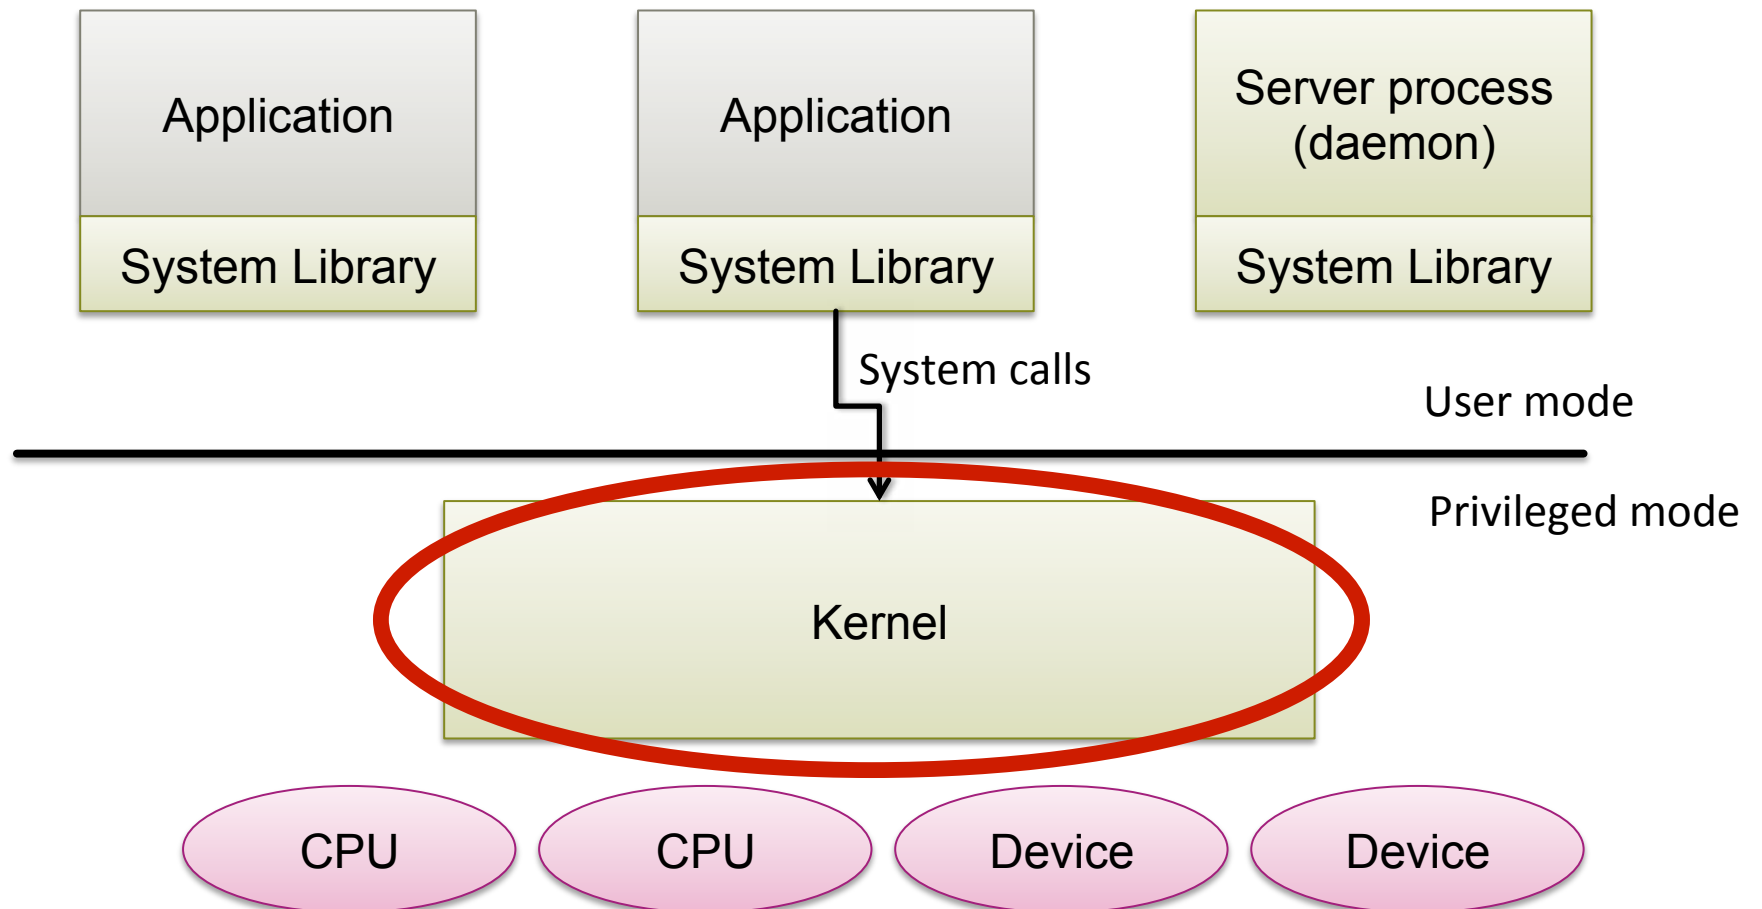 Application
Application
Server process
(daemon)
System Library
System Library
System Library
System calls
User mode
Privileged mode
Kernel
CPU
CPU
Device
Device